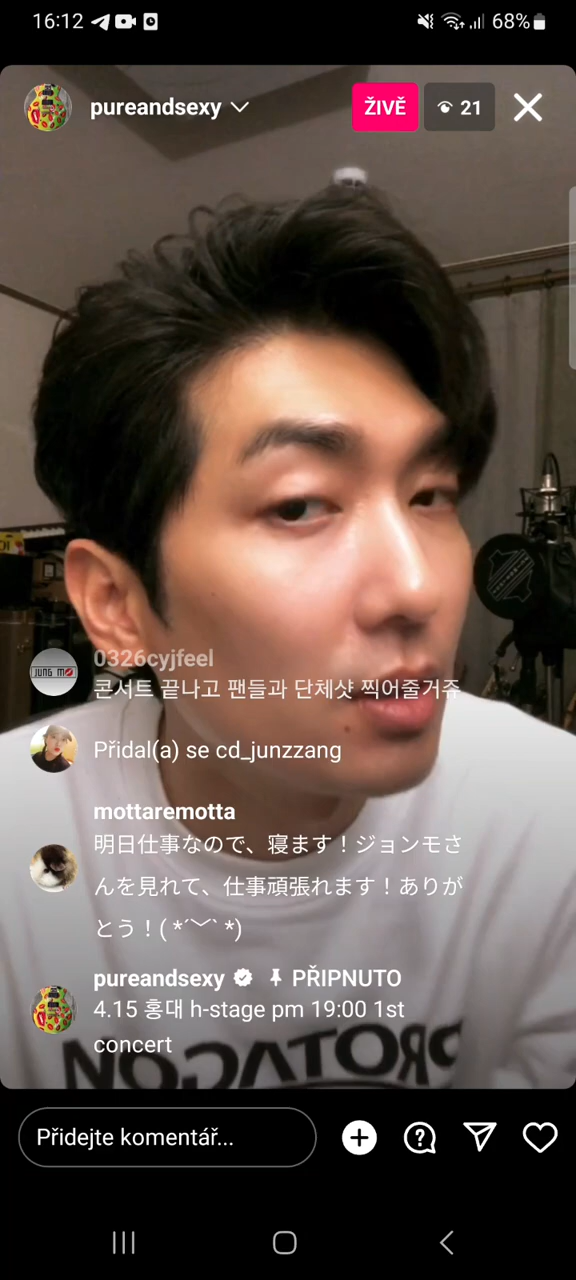 16:12
68%
pureandsexy
ŽIVĚ
21
0326cyjfeel
콘서트 끝나고 팬들과 단체샷 찍어줄거쥬
JUNG MO
Přidal(a) se cd_junzzang
mottaremotta
明日仕事なので、寝ます！ジョンモさ
んを見れて、仕事頑張れます！ありが
とう！( *´﹀` *)
pureandsexy PŘIPNUTO
4.15 홍대 h-stage pm 19:00 1st
concert
PROTAGON
Přidejte komentář...